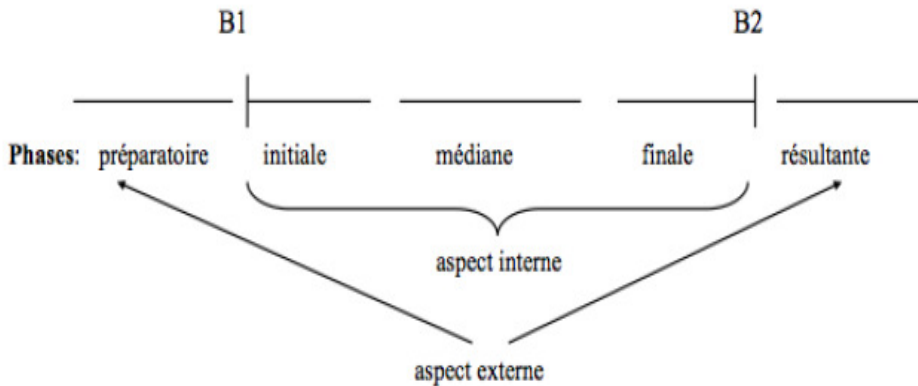 B1 B2
Phases: préparatoire initiale médiane finale résultante
aspect interne
aspect externe